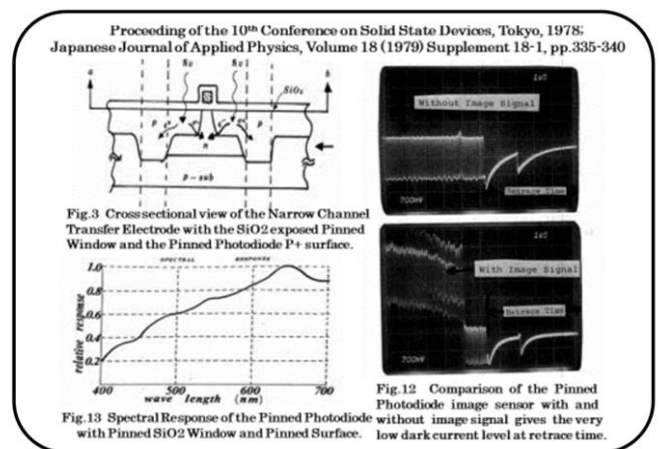 Proceeding of the 10th Conference on Solid State Devices, Tokyo, 1978;
Japanese Journal of Applied Physics, Volume 18 (1979) Supplement 18-1, pp.335-340
a
b
SiO₂
p
p
n
p-sub
Fig.3 Cross sectional view of the Narrow Channel
Transfer Electrode with the SiO2 exposed Pinned
Window and the Pinned Photodiode P+ surface.
SPECTRAL RESPONSE
relative response
1.0
0.8
0.6
0.4
0.2
400 500 600 700
wave length (nm)
Fig.13 Spectral Response of the Pinned Photodiode
with Pinned SiO2 Window and Pinned Surface.
Without Image Signal
Retrace Time
700mV
With Image Signal
Retrace Time
700mV
Fig.12 Comparison of the Pinned
Photodiode image sensor with and
without image signal gives the very
low dark current level at retrace time.